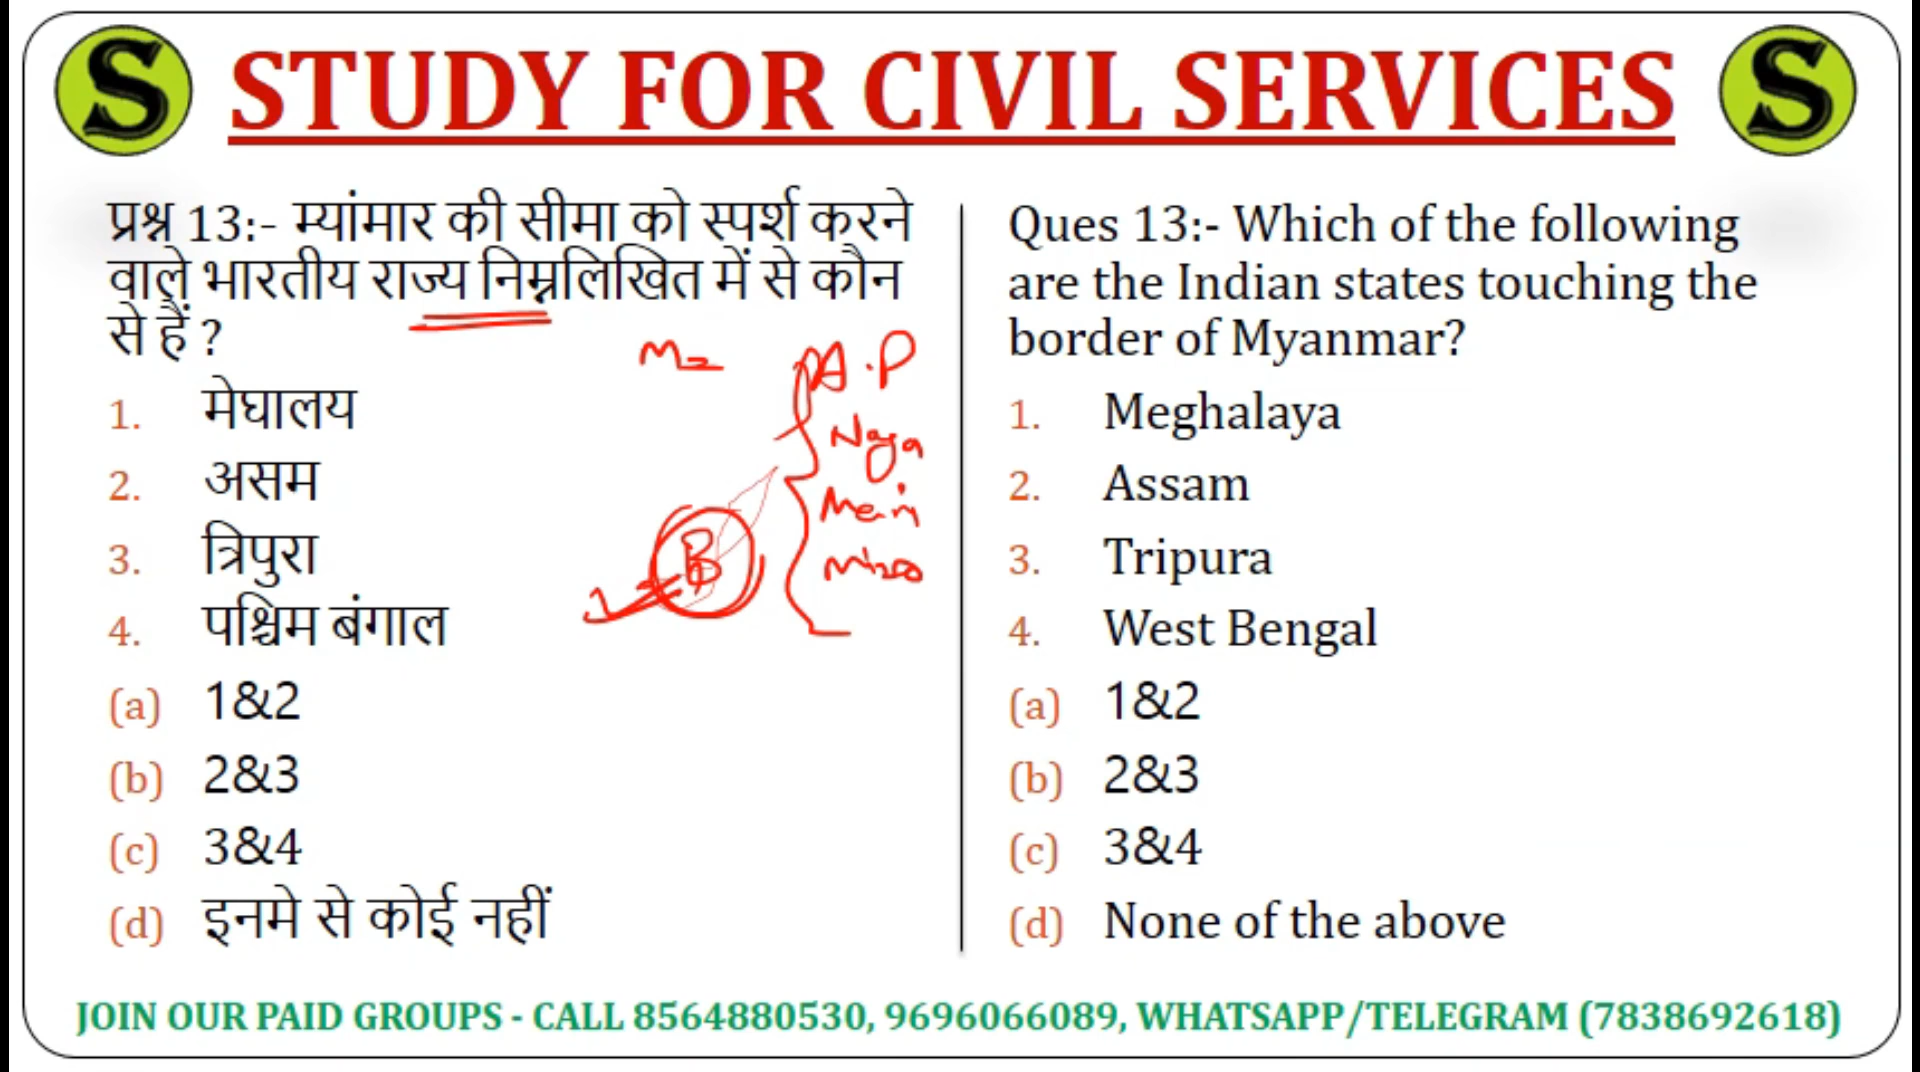 S STUDY FOR CIVIL SERVICES S
प्रश्न 13:- म्यांमार की सीमा को स्पर्श करने
वाले भारतीय राज्य निम्नलिखित में से कौन
से हैं ?
1. मेघालय
2. असम
3. त्रिपुरा
4. पश्चिम बंगाल
(a) 1&2
(b) 2&3
(c) 3&4
(d) इनमे से कोई नहीं
A.P
Naga
B
Ques 13:- Which of the following
are the Indian states touching the
border of Myanmar?
1. Meghalaya
2. Assam
3. Tripura
4. West Bengal
(a) 1&2
(b) 2&3
(c) 3&4
(d) None of the above
JOIN OUR PAID GROUPS - CALL 8564880530, 9696066089, WHATSAPP/TELEGRAM (7838692618)